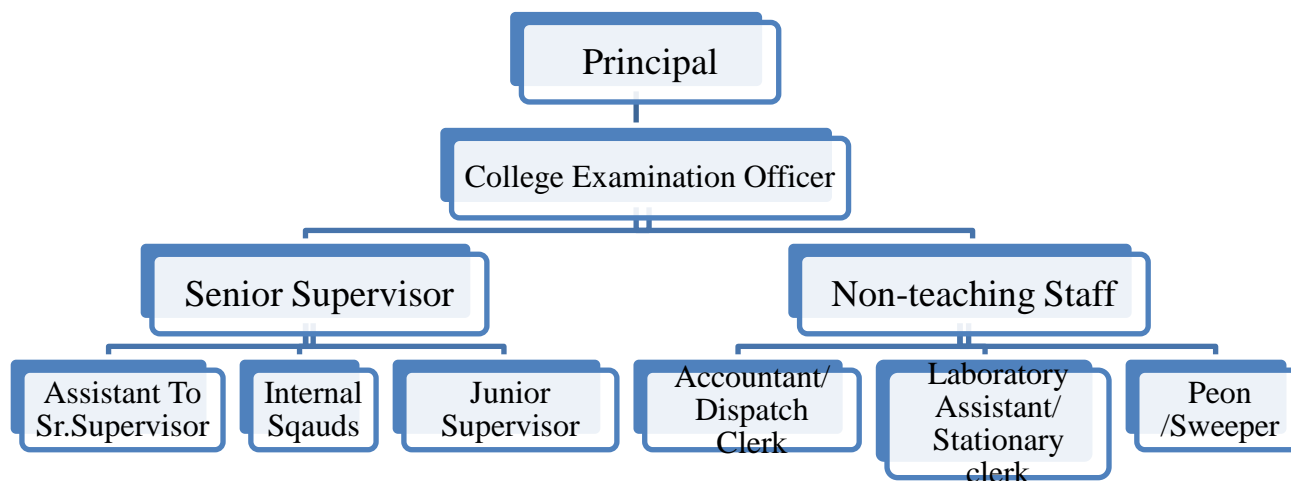 Principal
College Examination Officer
Senior Supervisor
Non-teaching Staff
Assistant To
Sr.Supervisor
Internal
Sqauds
Junior
Supervisor
Accountant/
Dispatch
Clerk
Laboratory
Assistant/
Stationary
clerk
Peon
/Sweeper